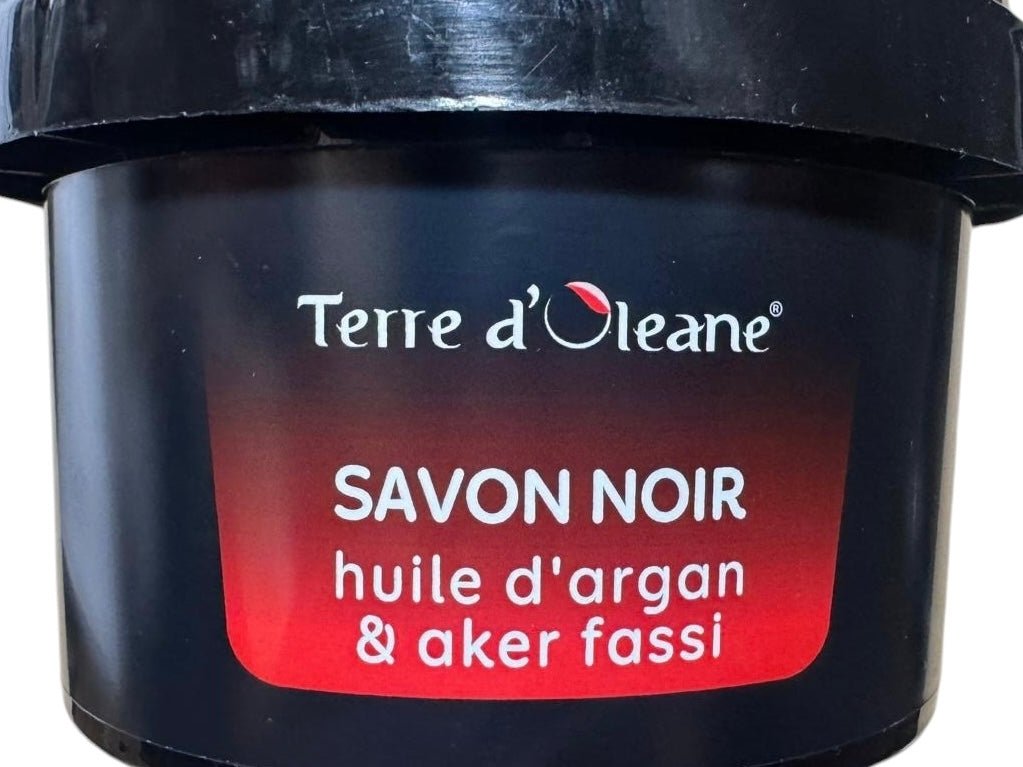 Terre d'Oleane®
SAVON NOIR
huile d'argan
& aker fassi